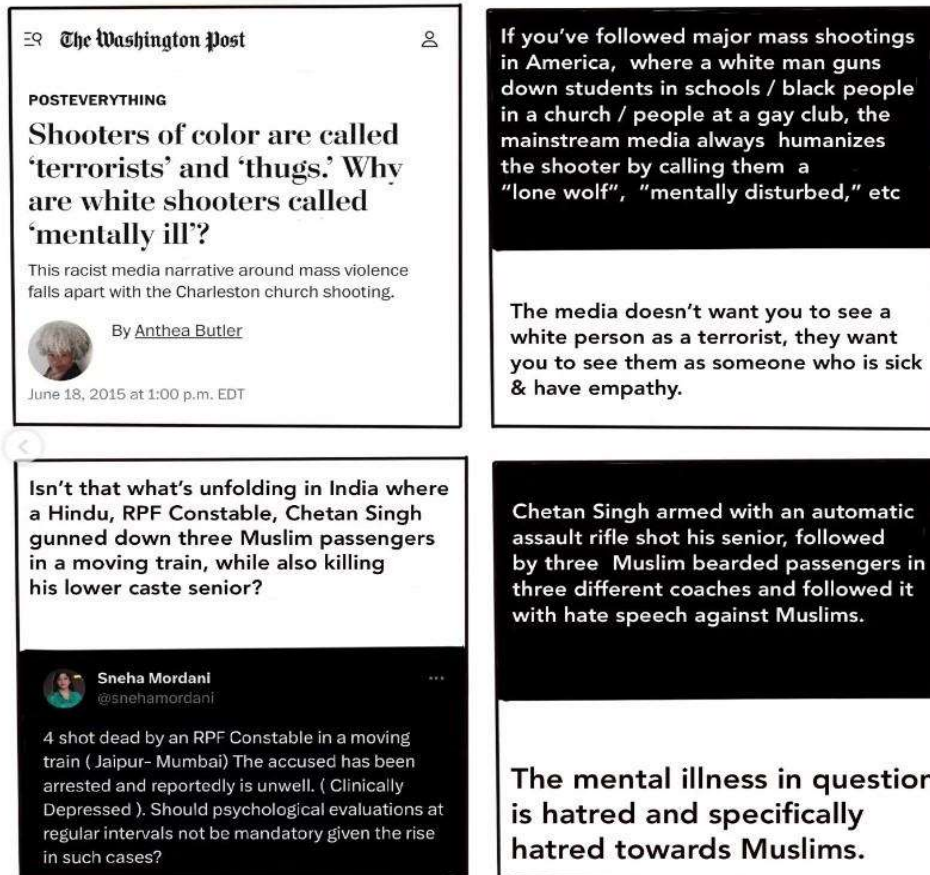 The Washington Post
POSTEVERYTHING
Shooters of color are called
‘terrorists’ and ‘thugs.’ Why
are white shooters called
‘mentally ill’?
This racist media narrative around mass violence
falls apart with the Charleston church shooting.
By Anthea Butler
June 18, 2015 at 1:00 p.m. EDT
If you’ve followed major mass shootings
in America, where a white man guns
down students in schools / black people
in a church / people at a gay club, the
mainstream media always humanizes
the shooter by calling them a
“lone wolf”, “mentally disturbed,” etc
The media doesn’t want you to see a
white person as a terrorist, they want
you to see them as someone who is sick
& have empathy.
Isn’t that what’s unfolding in India where
a Hindu, RPF Constable, Chetan Singh
gunned down three Muslim passengers
in a moving train, while also killing
his lower caste senior?
Sneha Mordani
@snehamordani
4 shot dead by an RPF Constable in a moving
train ( Jaipur- Mumbai) The accused has been
arrested and reportedly is unwell. ( Clinically
Depressed ). Should psychological evaluations at
regular intervals not be mandatory given the rise
in such cases?
Chetan Singh armed with an automatic
assault rifle shot his senior, followed
by three Muslim bearded passengers in
three different coaches and followed it
with hate speech against Muslims.
The mental illness in question
is hatred and specifically
hatred towards Muslims.